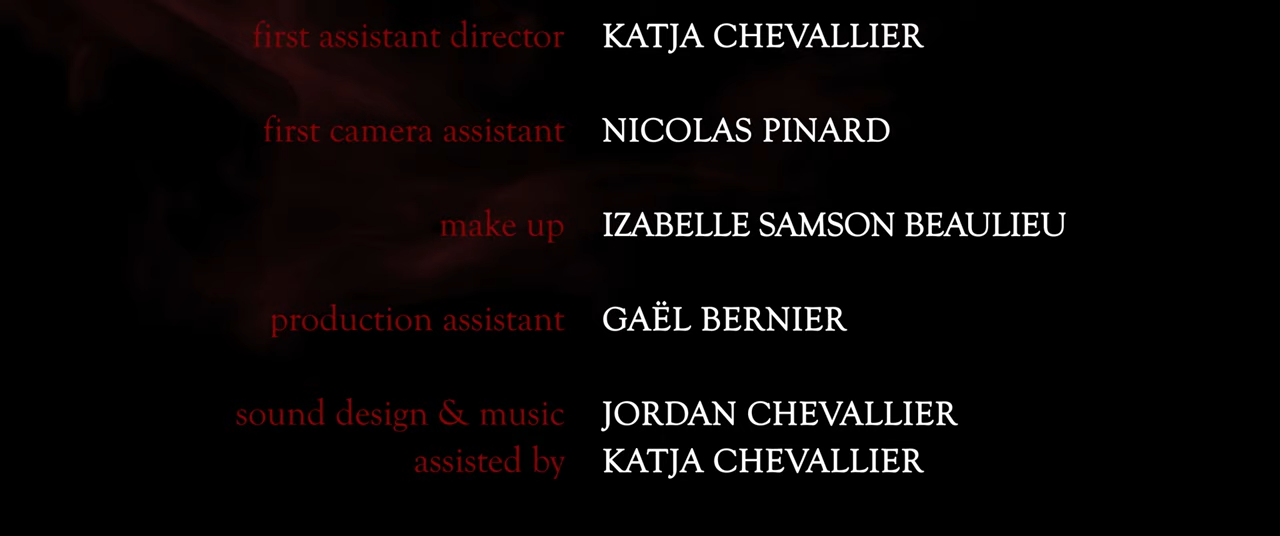 first assistant director KATJA CHEVALLIER
first camera assistant NICOLAS PINARD
make up IZABELLE SAMSON BEAULIEU
production assistant GAËL BERNIER
sound design & music JORDAN CHEVALLIER
assisted by KATJA CHEVALLIER